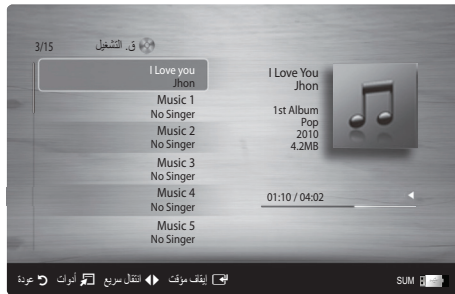 ق. التشغيل
3/15
I Love you
Jhon
Music 1
No Singer
Music 2
No Singer
Music 3
No Singer
Music 4
No Singer
Music 5
No Singer
I Love You
Jhon
1st Album
Pop
2010
4.2MB
01:10 / 04:02
SUM
إيقاف مؤقت انتقال سريع أدوات عودة